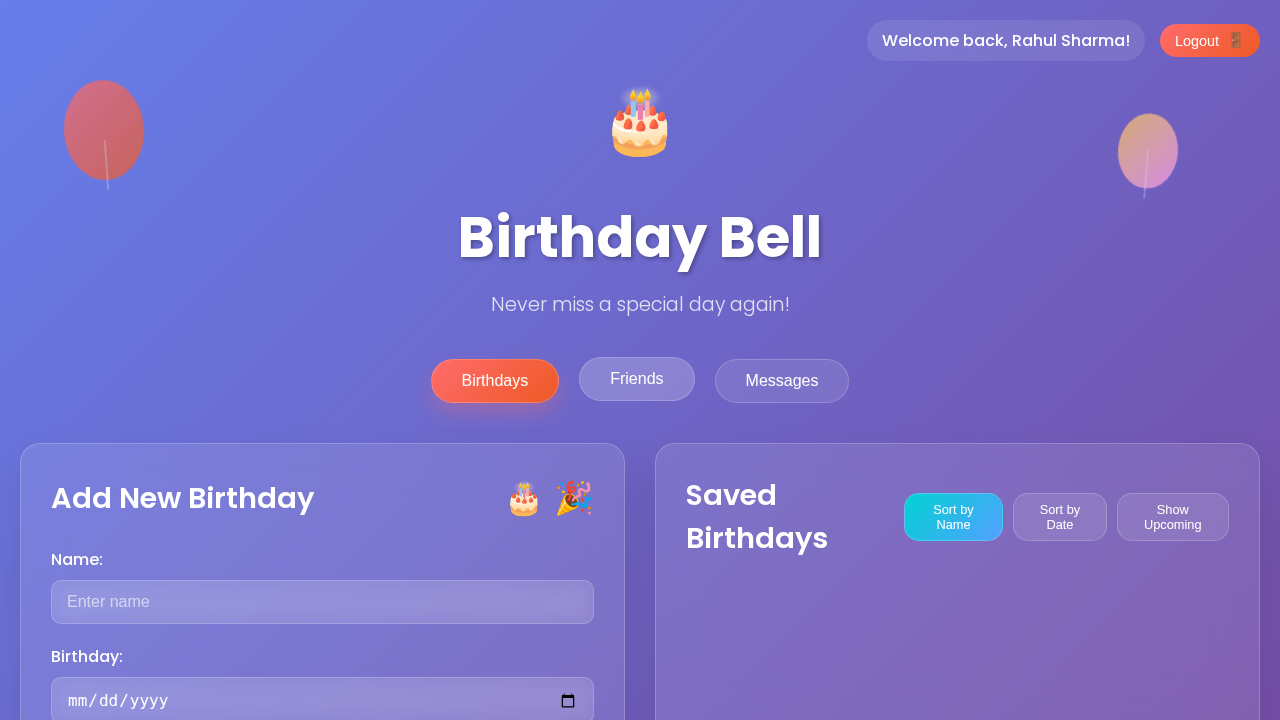 Welcome back, Rahul Sharma!
Logout
Birthday Bell
Never miss a special day again!
Birthdays
Friends
Messages
Add New Birthday
Name:
Enter name
Birthday:
mm/dd/yyyy
Saved
Birthdays
Sort by
Name
Sort by
Date
Show
Upcoming